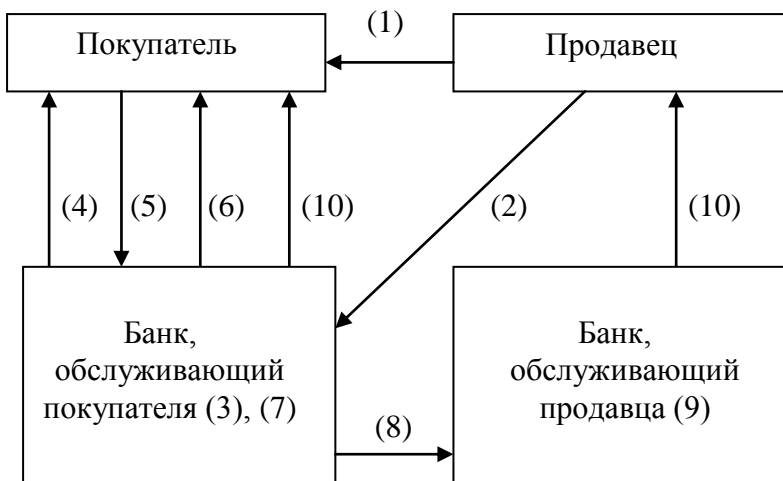 (1)
Покупатель
Продавец
(4)
(5)
(6)
(10)
(2)
(10)
Банк,
обслуживающий
покупателя (3), (7)
Банк,
обслуживающий
продавца (9)
(8)